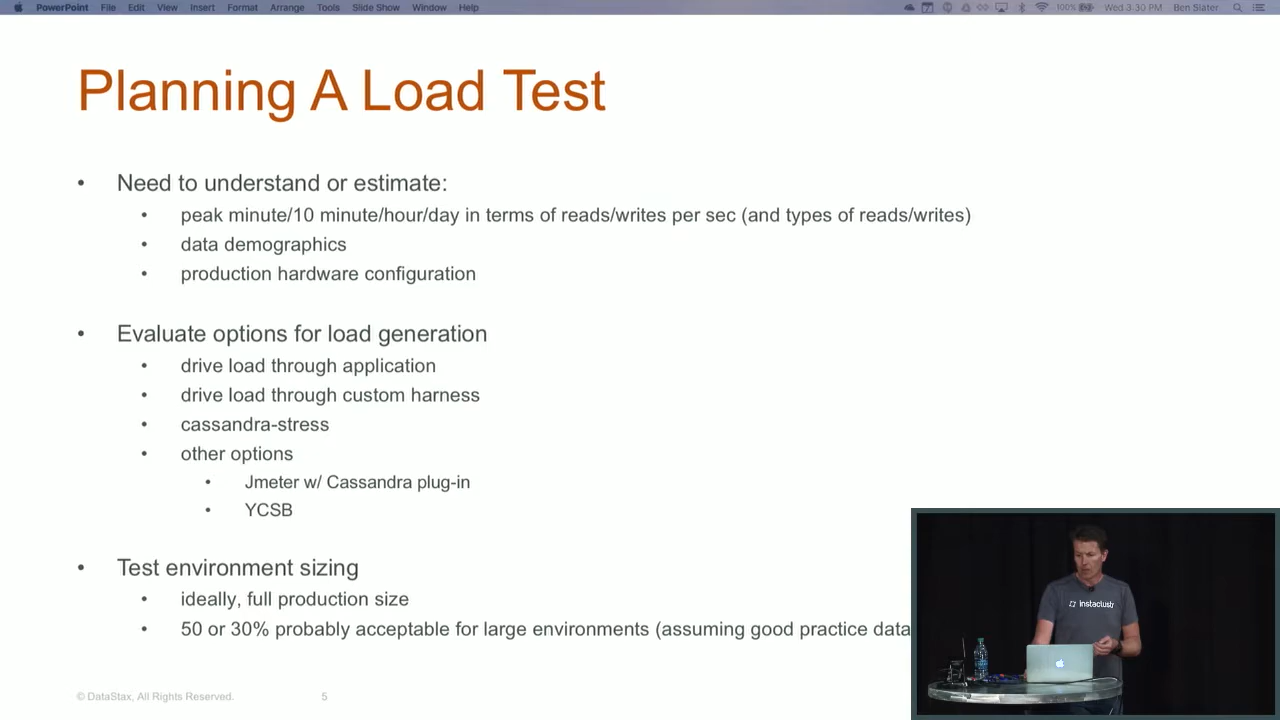 PowerPoint File Edit View Insert Format Arrange Tools Slide Show Window Help 100% Wed 3.30 PM Ben Slater
Planning A Load Test
• Need to understand or estimate:
• peak minute/10 minute/hour/day in terms of reads/writes per sec (and types of reads/writes)
• data demographics
• production hardware configuration
• Evaluate options for load generation
• drive load through application
• drive load through custom harness
• cassandra-stress
• other options
• Jmeter w/ Cassandra plug-in
• YCSB
• Test environment sizing
• ideally, full production size
• 50 or 30% probably acceptable for large environments (assuming good practice data
instaclustr
© DataStax, All Rights Reserved. 5